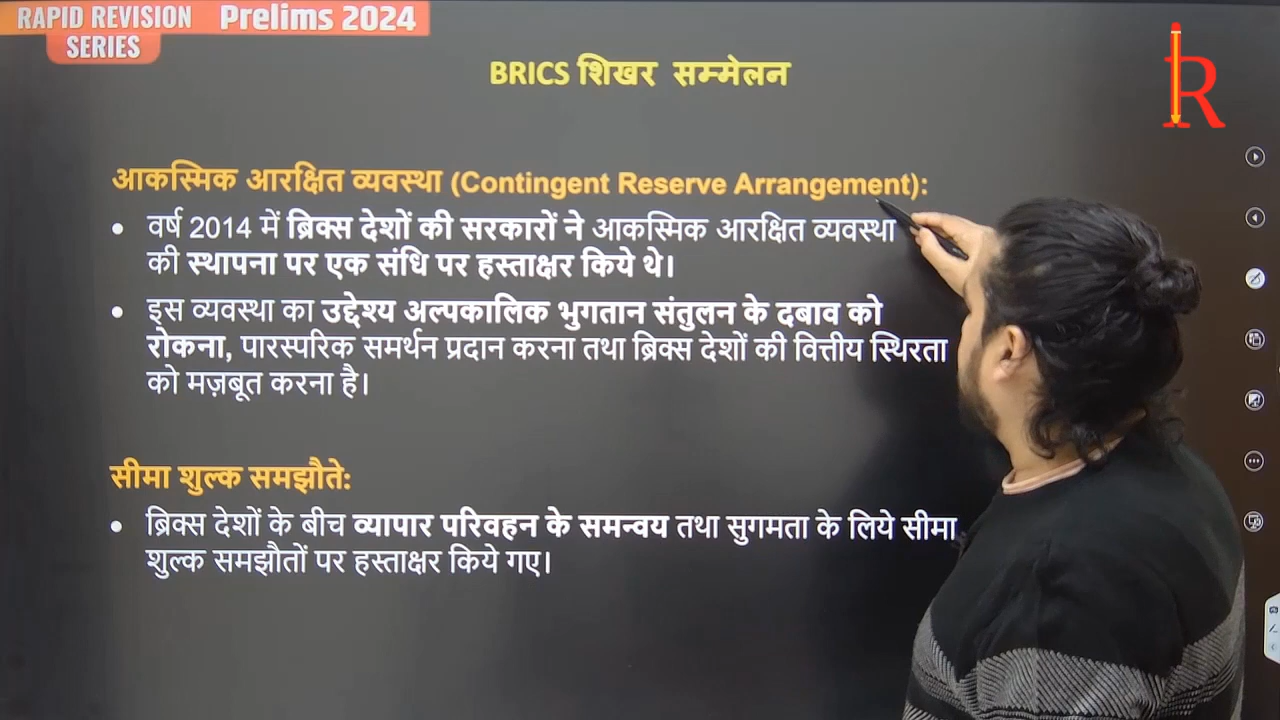 RAPID REVISION Prelims 2024
SERIES
BRICS शिखर सम्मेलन
आकस्मिक आरक्षित व्यवस्था (Contingent Reserve Arrangement):
• वर्ष 2014 में ब्रिक्स देशों की सरकारों ने आकस्मिक आरक्षित व्यवस्था
की स्थापना पर एक संधि पर हस्ताक्षर किये थे।
• इस व्यवस्था का उद्देश्य अल्पकालिक भुगतान संतुलन के दबाव को
रोकना, पारस्परिक समर्थन प्रदान करना तथा ब्रिक्स देशों की वित्तीय स्थिरता
को मज़बूत करना है।
सीमा शुल्क समझौते:
• ब्रिक्स देशों के बीच व्यापार परिवहन के समन्वय तथा सुगमता के लिये सीमा
शुल्क समझौतों पर हस्ताक्षर किये गए।
R